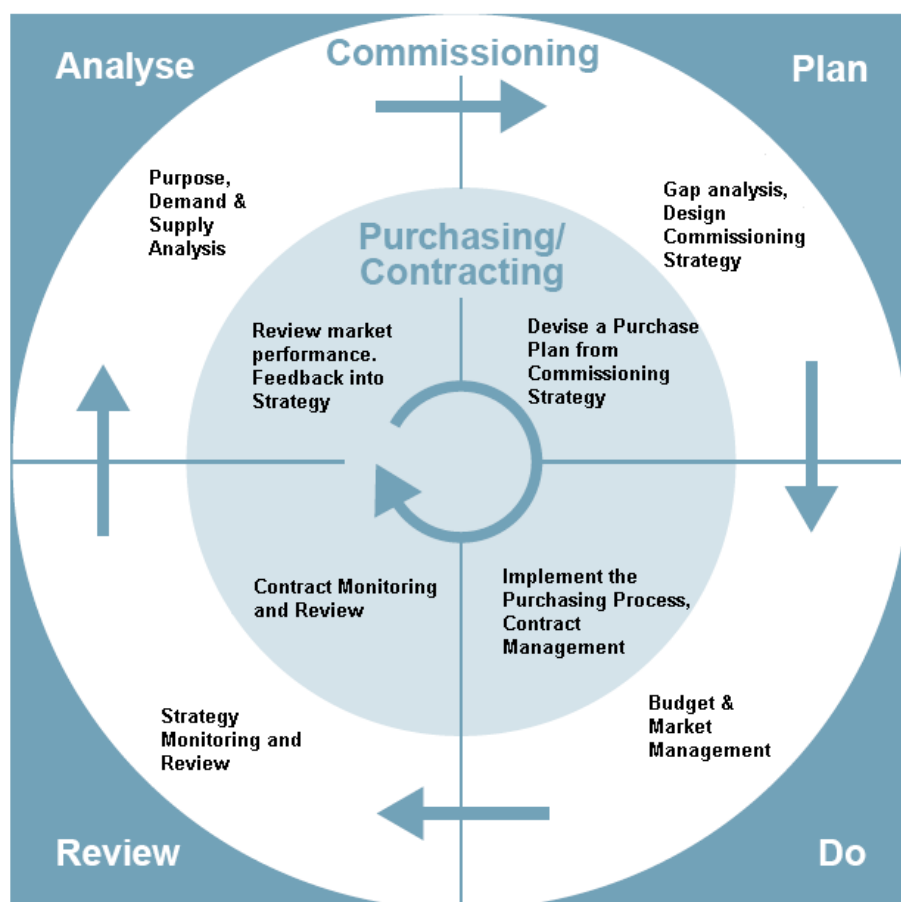 Analyse
Commissioning
Plan
Purpose,
Demand &
Supply
Analysis
Gap analysis,
Design
Commissioning
Strategy
Purchasing/
Contracting
Review market
performance.
Feedback into
Strategy
Devise a Purchase
Plan from
Commissioning
Strategy
Contract Monitoring
and Review
Implement the
Purchasing Process,
Contract
Management
Strategy
Monitoring and
Review
Budget &
Market
Management
Review
Do